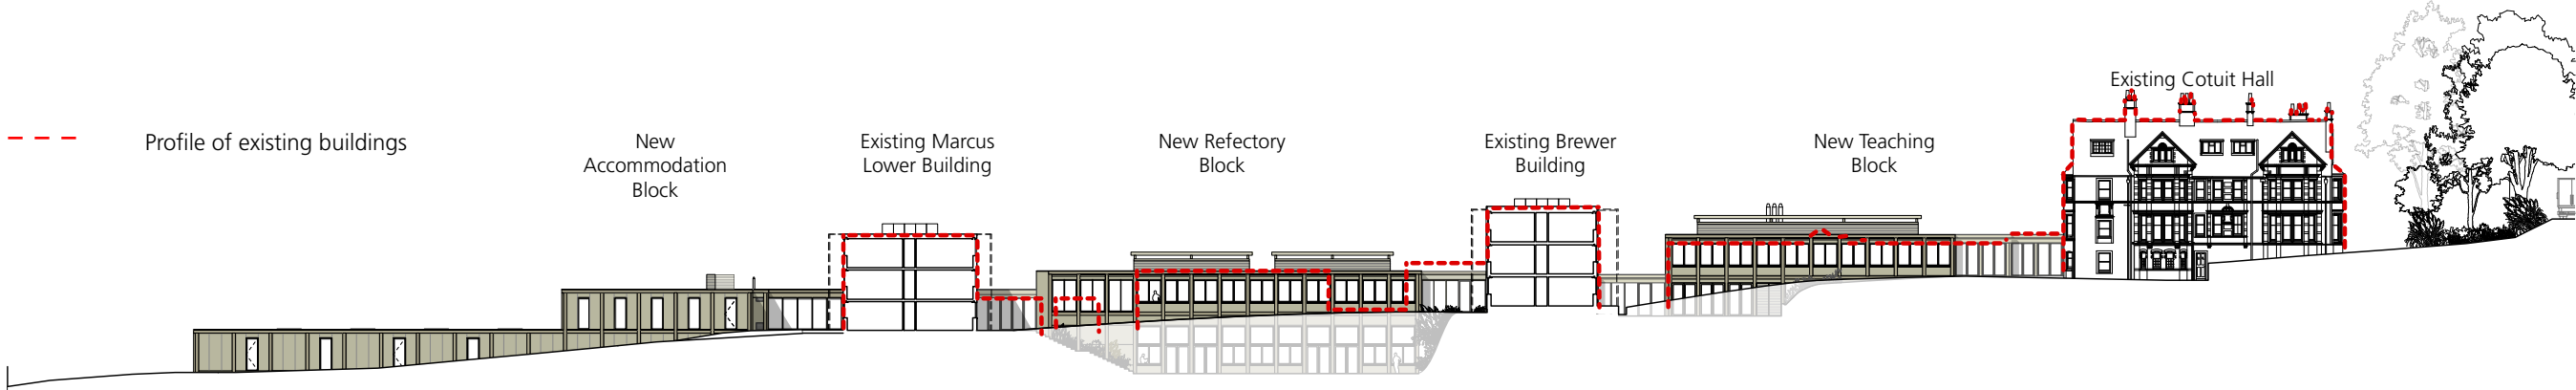 Existing Cotuit Hall
Profile of existing buildings
New
Accommodation
Block
Existing Marcus
Lower Building
New Refectory
Block
Existing Brewer
Building
New Teaching
Block